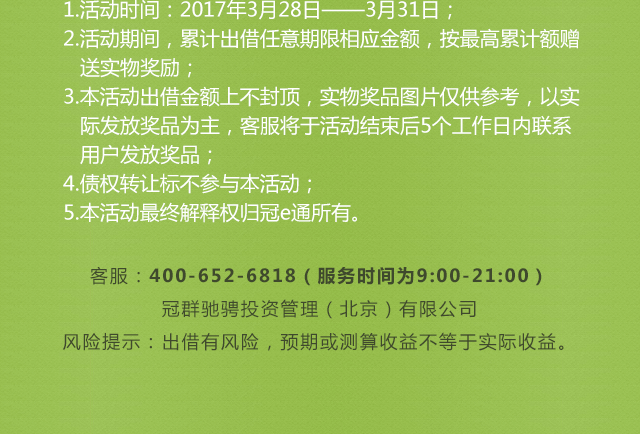 1.活动时间：2017年3月28日——3月31日；
2.活动期间，累计出借任意期限相应金额，按最高累计额赠
送实物奖励；
3.本活动出借金额上不封顶，实物奖品图片仅供参考，以实
际发放奖品为主，客服将于活动结束后5个工作日内联系
用户发放奖品；
4.债权转让标不参与本活动；
5.本活动最终解释权归冠e通所有。
客服：400-652-6818（服务时间为9:00-21:00）
冠群驰骋投资管理（北京）有限公司
风险提示：出借有风险，预期或测算收益不等于实际收益。